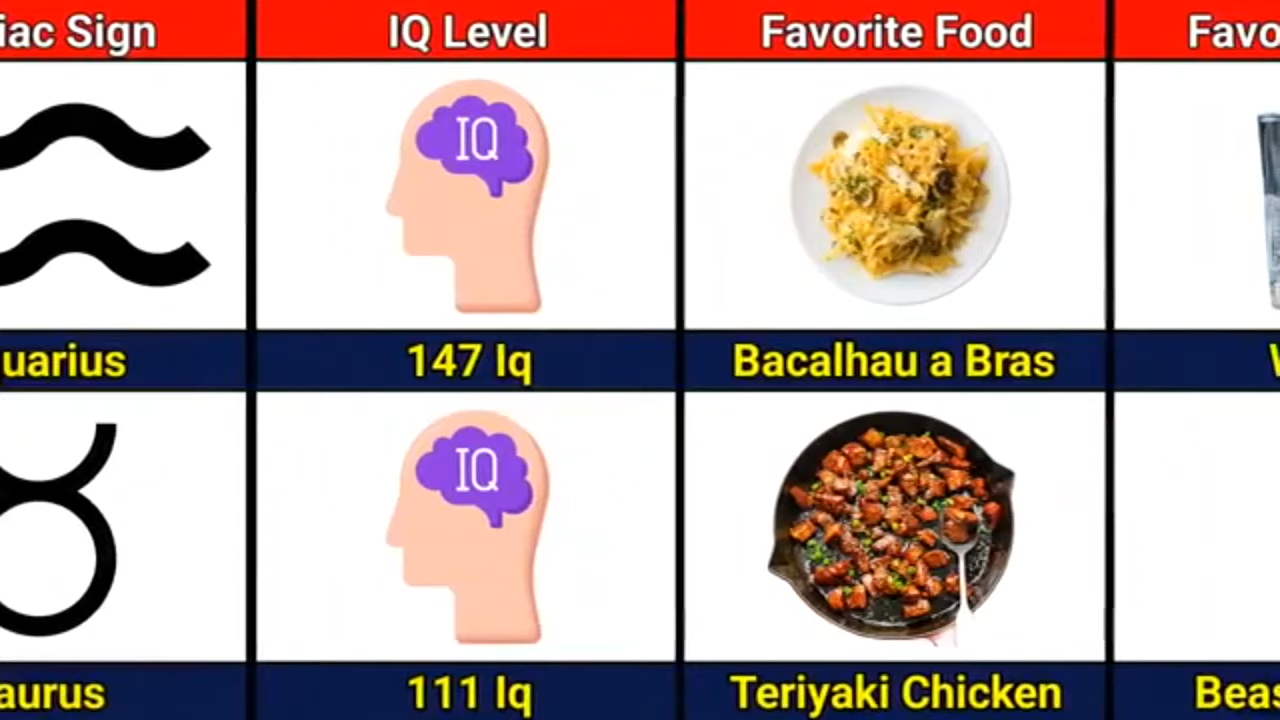 iac Sign
IQ Level
Favorite Food
Favo
IQ
uarius
147 Iq
Bacalhau a Bras
IQ
aurus
111 Iq
Teriyaki Chicken
Beas